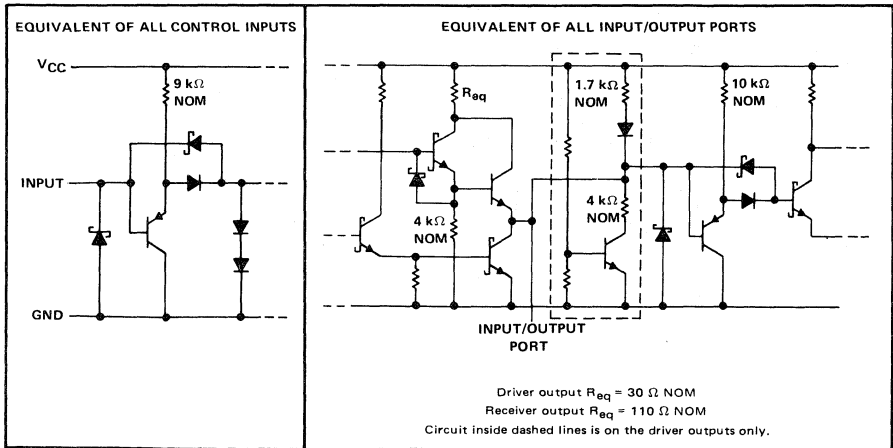 EQUIVALENT OF ALL CONTROL INPUTS
VCC
9 kΩ
NOM
INPUT
GND
EQUIVALENT OF ALL INPUT/OUTPUT PORTS
Req
4 kΩ
NOM
1.7 kΩ
NOM
4 kΩ
NOM
10 kΩ
NOM
INPUT/OUTPUT
PORT
Driver output Req = 30 Ω NOM
Receiver output Req = 110 Ω NOM
Circuit inside dashed lines is on the driver outputs only.